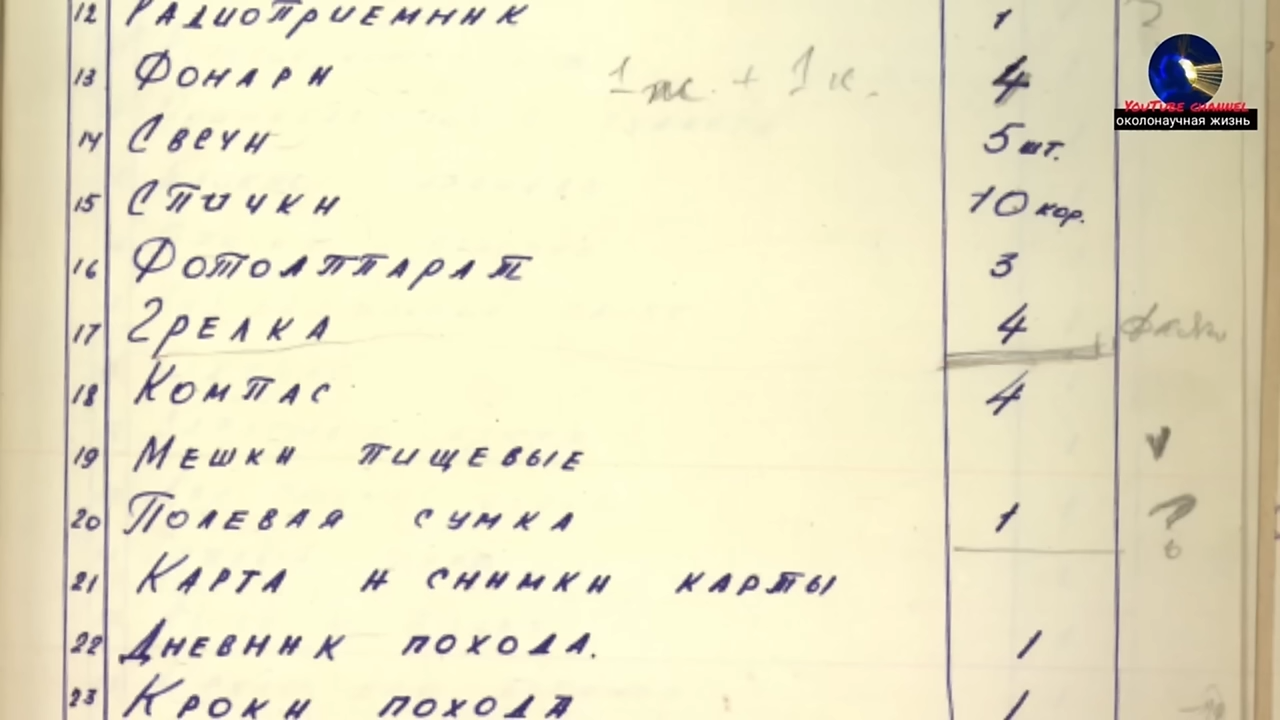 12 Радиоприемник 1
13 Фонари 1 ж. + 1 к. 4
YouTube channel
околонаучная жизнь
14 Свечи 5 шт.
15 Спички 10 кор.
16 Фотоаппарат 3
17 Грелка 4
18 Компас 4
19 Мешки пищевые
20 Полевая сумка 1 ?
21 Карта и снимки карты
22 Дневник похода. 1
23 Кроки похода 1